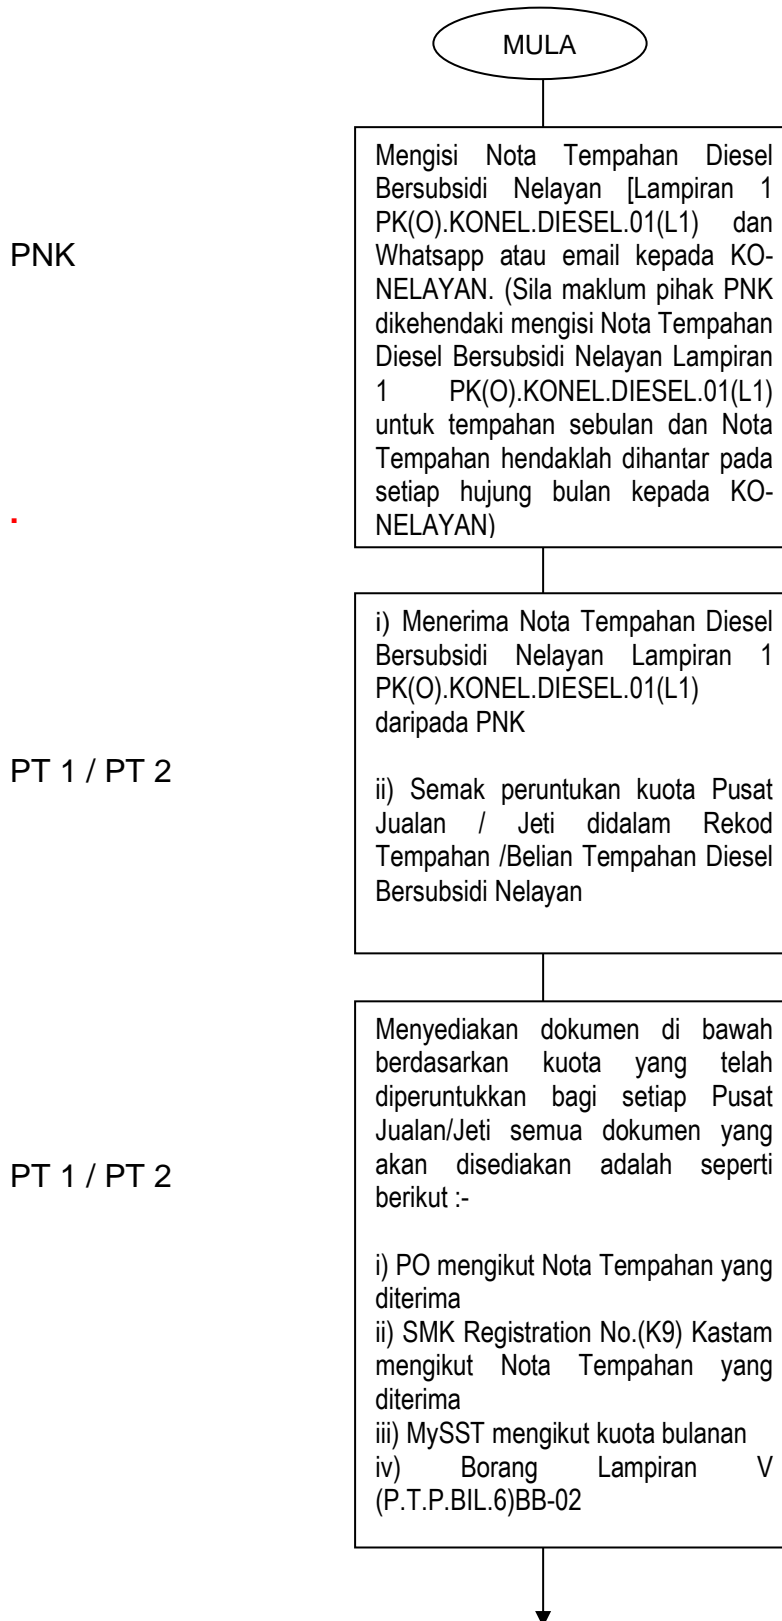 MULA
PNK
Mengisi Nota Tempahan Diesel
Bersubsidi Nelayan [Lampiran 1
PK(O).KONEL.DIESEL.01(L1) dan
Whatsapp atau email kepada KO-
NELAYAN. (Sila maklum pihak PNK
dikehendaki mengisi Nota Tempahan
Diesel Bersubsidi Nelayan Lampiran
1 PK(O).KONEL.DIESEL.01(L1)
untuk tempahan sebulan dan Nota
Tempahan hendaklah dihantar pada
setiap hujung bulan kepada KO-
NELAYAN)
.
PT 1 / PT 2
i) Menerima Nota Tempahan Diesel
Bersubsidi Nelayan Lampiran 1
PK(O).KONEL.DIESEL.01(L1)
daripada PNK
ii) Semak peruntukan kuota Pusat
Jualan / Jeti didalam Rekod
Tempahan /Belian Tempahan Diesel
Bersubsidi Nelayan
PT 1 / PT 2
Menyediakan dokumen di bawah
berdasarkan kuota yang telah
diperuntukkan bagi setiap Pusat
Jualan/Jeti semua dokumen yang
akan disediakan adalah seperti
berikut :-
i) PO mengikut Nota Tempahan yang
diterima
ii) SMK Registration No.(K9) Kastam
mengikut Nota Tempahan yang
diterima
iii) MySST mengikut kuota bulanan
iv) Borang Lampiran V
(P.T.P.BIL.6)BB-02